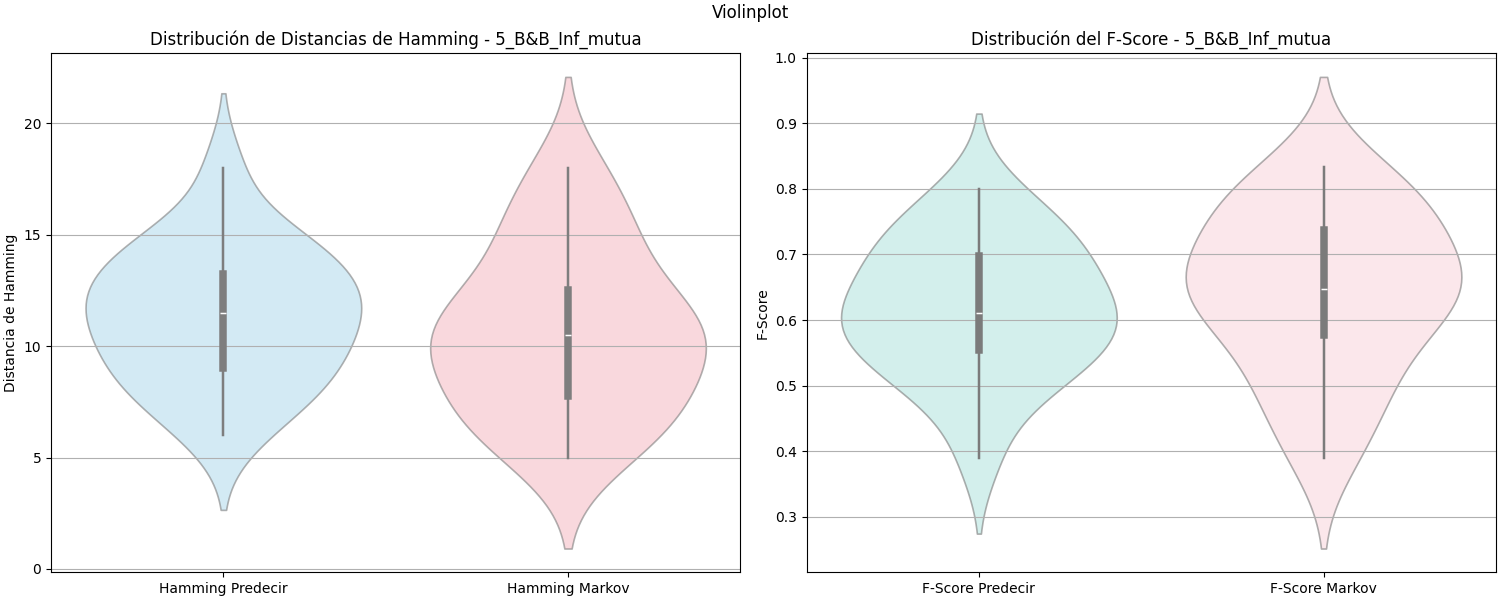 Violinplot
Distribución de Distancias de Hamming - 5_B&B_Inf_mutua
Distancia de Hamming
20
15
10
5
0
Hamming Predecir
Hamming Markov
Distribución del F-Score - 5_B&B_Inf_mutua
F-Score
1.0
0.9
0.8
0.7
0.6
0.5
0.4
0.3
F-Score Predecir
F-Score Markov